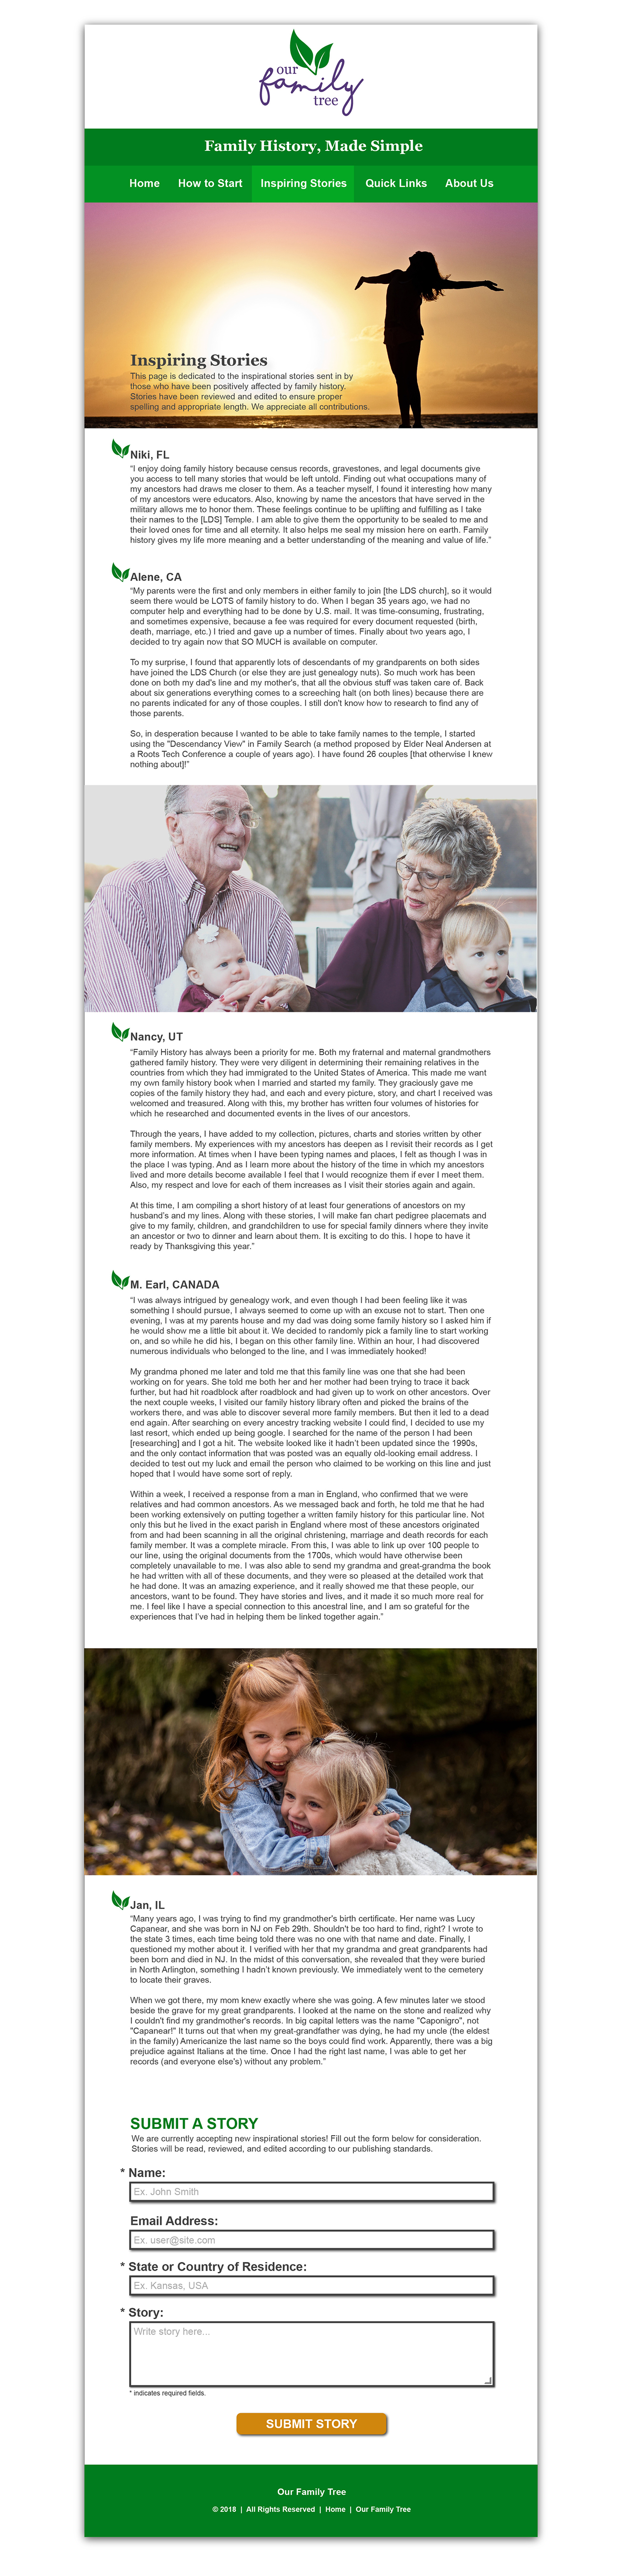 our
family
tree
Family History, Made Simple
Home How to Start Inspiring Stories Quick Links About Us
Inspiring Stories
This page is dedicated to the inspirational stories sent in by
those who have been positively affected by family history.
Stories have been reviewed and edited to ensure proper
spelling and appropriate length. We appreciate all contributions.
Niki, FL
“I enjoy doing family history because census records, gravestones, and legal documents give
you access to tell many stories that would be left untold. Finding out what occupations many of
my ancestors had draws me closer to them. As a teacher myself, I found it interesting how many
of my ancestors were educators. Also, knowing by name the ancestors that have served in the
military allows me to honor them. These feelings continue to be uplifting and fulfilling as I take
their names to the [LDS] Temple. I am able to give them the opportunity to be sealed to me and
their loved ones for time and all eternity. It also helps me seal my mission here on earth. Family
history gives my life more meaning and a better understanding of the meaning and value of life.”
Alene, CA
“My parents were the first and only members in either family to join [the LDS church], so it would
seem there would be LOTS of family history to do. When I began 35 years ago, we had no
computer help and everything had to be done by U.S. mail. It was time-consuming, frustrating,
and sometimes expensive, because a fee was required for every document requested (birth,
death, marriage, etc.) I tried and gave up a number of times. Finally about two years ago, I
decided to try again now that SO MUCH is available on computer.
To my surprise, I found that apparently lots of descendants of my grandparents on both sides
have joined the LDS Church (or else they are just genealogy nuts). So much work has been
done on both my dad's line and my mother's, that all the obvious stuff was taken care of. Back
about six generations everything comes to a screeching halt (on both lines) because there are
no parents indicated for any of those couples. I still don't know how to research to find any of
those parents.
So, in desperation because I wanted to be able to take family names to the temple, I started
using the "Descendancy View" in Family Search (a method proposed by Elder Neal Andersen at
a Roots Tech Conference a couple of years ago). I have found 26 couples [that otherwise I knew
nothing about]!”
Nancy, UT
“Family History has always been a priority for me. Both my fraternal and maternal grandmothers
gathered family history. They were very diligent in determining their remaining relatives in the
countries from which they had immigrated to the United States of America. This made me want
my own family history book when I married and started my family. They graciously gave me
copies of the family history they had, and each and every picture, story, and chart I received was
welcomed and treasured. Along with this, my brother has written four volumes of histories for
which he researched and documented events in the lives of our ancestors.
Through the years, I have added to my collection, pictures, charts and stories written by other
family members. My experiences with my ancestors has deepen as I revisit their records as I get
more information. At times when I have been typing names and places, I felt as though I was in
the place I was typing. And as I learn more about the history of the time in which my ancestors
lived and more details become available I feel that I would recognize them if ever I meet them.
Also, my respect and love for each of them increases as I visit their stories again and again.
At this time, I am compiling a short history of at least four generations of ancestors on my
husband's and my lines. Along with these stories, I will make fan chart pedigree placemats and
give to my family, children, and grandchildren to use for special family dinners where they invite
an ancestor or two to dinner and learn about them. It is exciting to do this. I hope to have it
ready by Thanksgiving this year.”
M. Earl, CANADA
“I was always intrigued by genealogy work, and even though I had been feeling like it was
something I should pursue, I always seemed to come up with an excuse not to start. Then one
evening, I was at my parents house and my dad was doing some family history so I asked him if
he would show me a little bit about it. We decided to randomly pick a family line to start working
on, and so while he did his, I began on this other family line. Within an hour, I had discovered
numerous individuals who belonged to the line, and I was immediately hooked!
My grandma phoned me later and told me that this family line was one that she had been
working on for years. She told me both her and her mother had been trying to trace it back
further, but had hit roadblock after roadblock and had given up to work on other ancestors. Over
the next couple weeks, I visited our family history library often and picked the brains of the
workers there, and was able to discover several more family members. But then it led to a dead
end again. After searching on every ancestry tracking website I could find, I decided to use my
last resort, which ended up being google. I searched for the name of the person I had been
[researching] and I got a hit. The website looked like it hadn't been updated since the 1990s,
and the only contact information that was posted was an equally old-looking email address. I
decided to test out my luck and email the person who claimed to be working on this line and just
hoped that I would have some sort of reply.
Within a week, I received a response from a man in England, who confirmed that we were
relatives and had common ancestors. As we messaged back and forth, he told me that he had
been working extensively on putting together a written family history for this particular line. Not
only this but he lived in the exact parish in England where most of these ancestors originated
from and had been scanning in all the original christening, marriage and death records for each
family member. It was a complete miracle. From this, I was able to link up over 100 people to
our line, using the original documents from the 1700s, which would have otherwise been
completely unavailable to me. I was also able to send my grandma and great-grandma the book
he had written with all of these documents, and they were so pleased at the detailed work that
he had done. It was an amazing experience, and it really showed me that these people, our
ancestors, want to be found. They have stories and lives, and it made it so much more real for
me. I feel like I have a special connection to this ancestral line, and I am so grateful for the
experiences that I've had in helping them be linked together again.”
Jan, IL
“Many years ago, I was trying to find my grandmother's birth certificate. Her name was Lucy
Capanear, and she was born in NJ on Feb 29th. Shouldn't be too hard to find, right? I wrote to
the state 3 times, each time being told there was no one with that name and date. Finally, I
questioned my mother about it. I verified with her that my grandma and great grandparents had
been born and died in NJ. In the midst of this conversation, she revealed that they were buried
in North Arlington, something I hadn't known previously. We immediately went to the cemetery
to locate their graves.
When we got there, my mom knew exactly where she was going. A few minutes later we stood
beside the grave for my great grandparents. I looked at the name on the stone and realized why
I couldn't find my grandmother's records. In big capital letters was the name "Caponigro", not
"Capanear!" It turns out that when my great-grandfather was dying, he had my uncle (the eldest
in the family) Americanize the last name so the boys could find work. Apparently, there was a big
prejudice against Italians at the time. Once I had the right last name, I was able to get her
records (and everyone else's) without any problem.”
SUBMIT A STORY
We are currently accepting new inspirational stories! Fill out the form below for consideration.
Stories will be read, reviewed, and edited according to our publishing standards.
* Name:
Ex. John Smith
Email Address:
Ex. user@site.com
* State or Country of Residence:
Ex. Kansas, USA
* Story:
Write story here...
* indicates required fields.
SUBMIT STORY
Our Family Tree
© 2018 | All Rights Reserved | Home | Our Family Tree